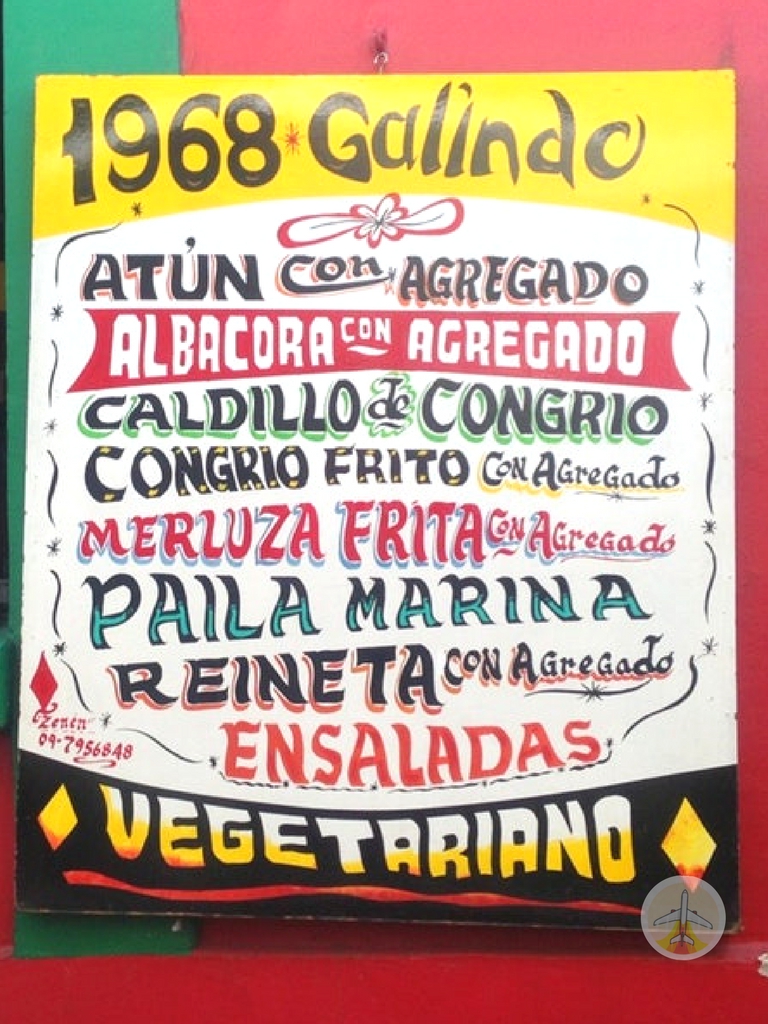 1968 * Galindo
ATÚN con AGREGADO
ALBACORA CON AGREGADO
CALDILLO de CONGRIO
CONGRIO FRITO Con Agregado
MERLUZA FRITA Con Agregado
PAILA MARINA
REINETA con Agregado
Zenen
09-7956848
ENSALADAS
VEGETARIANO